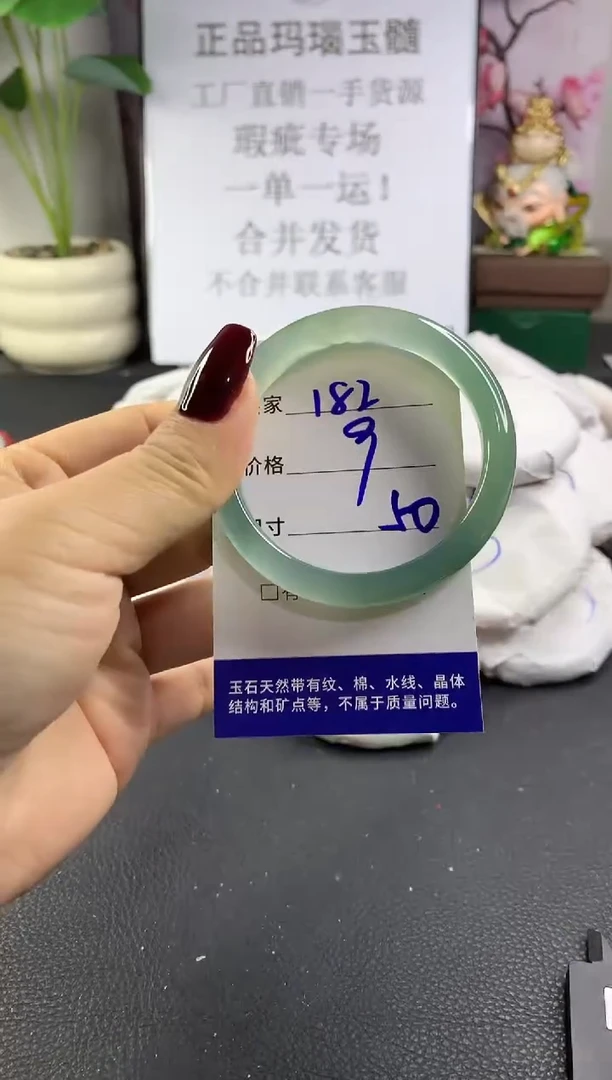 正品玛瑙玉髓
工厂直销一手货源
瑕疵专场
一单一运!
合并发货
不合并联系客服
家 182
价格 9
寸 50
□有
玉石天然带有纹、棉、水线、晶体
结构和矿点等，不属于质量问题。